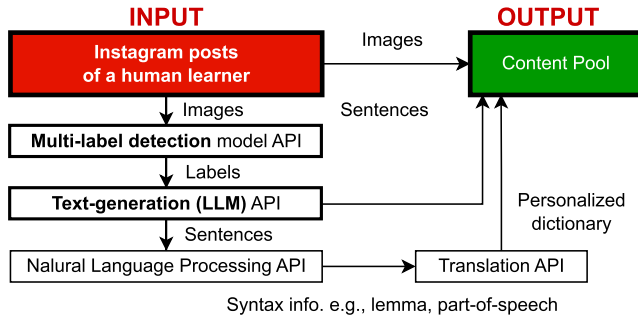 INPUT
OUTPUT
Instagram posts
of a human learner
Images
Content Pool
Images
Sentences
Multi-label detection model API
Labels
Text-generation (LLM) API
Personalized
dictionary
Sentences
Nalural Language Processing API
Translation API
Syntax info. e.g., lemma, part-of-speech